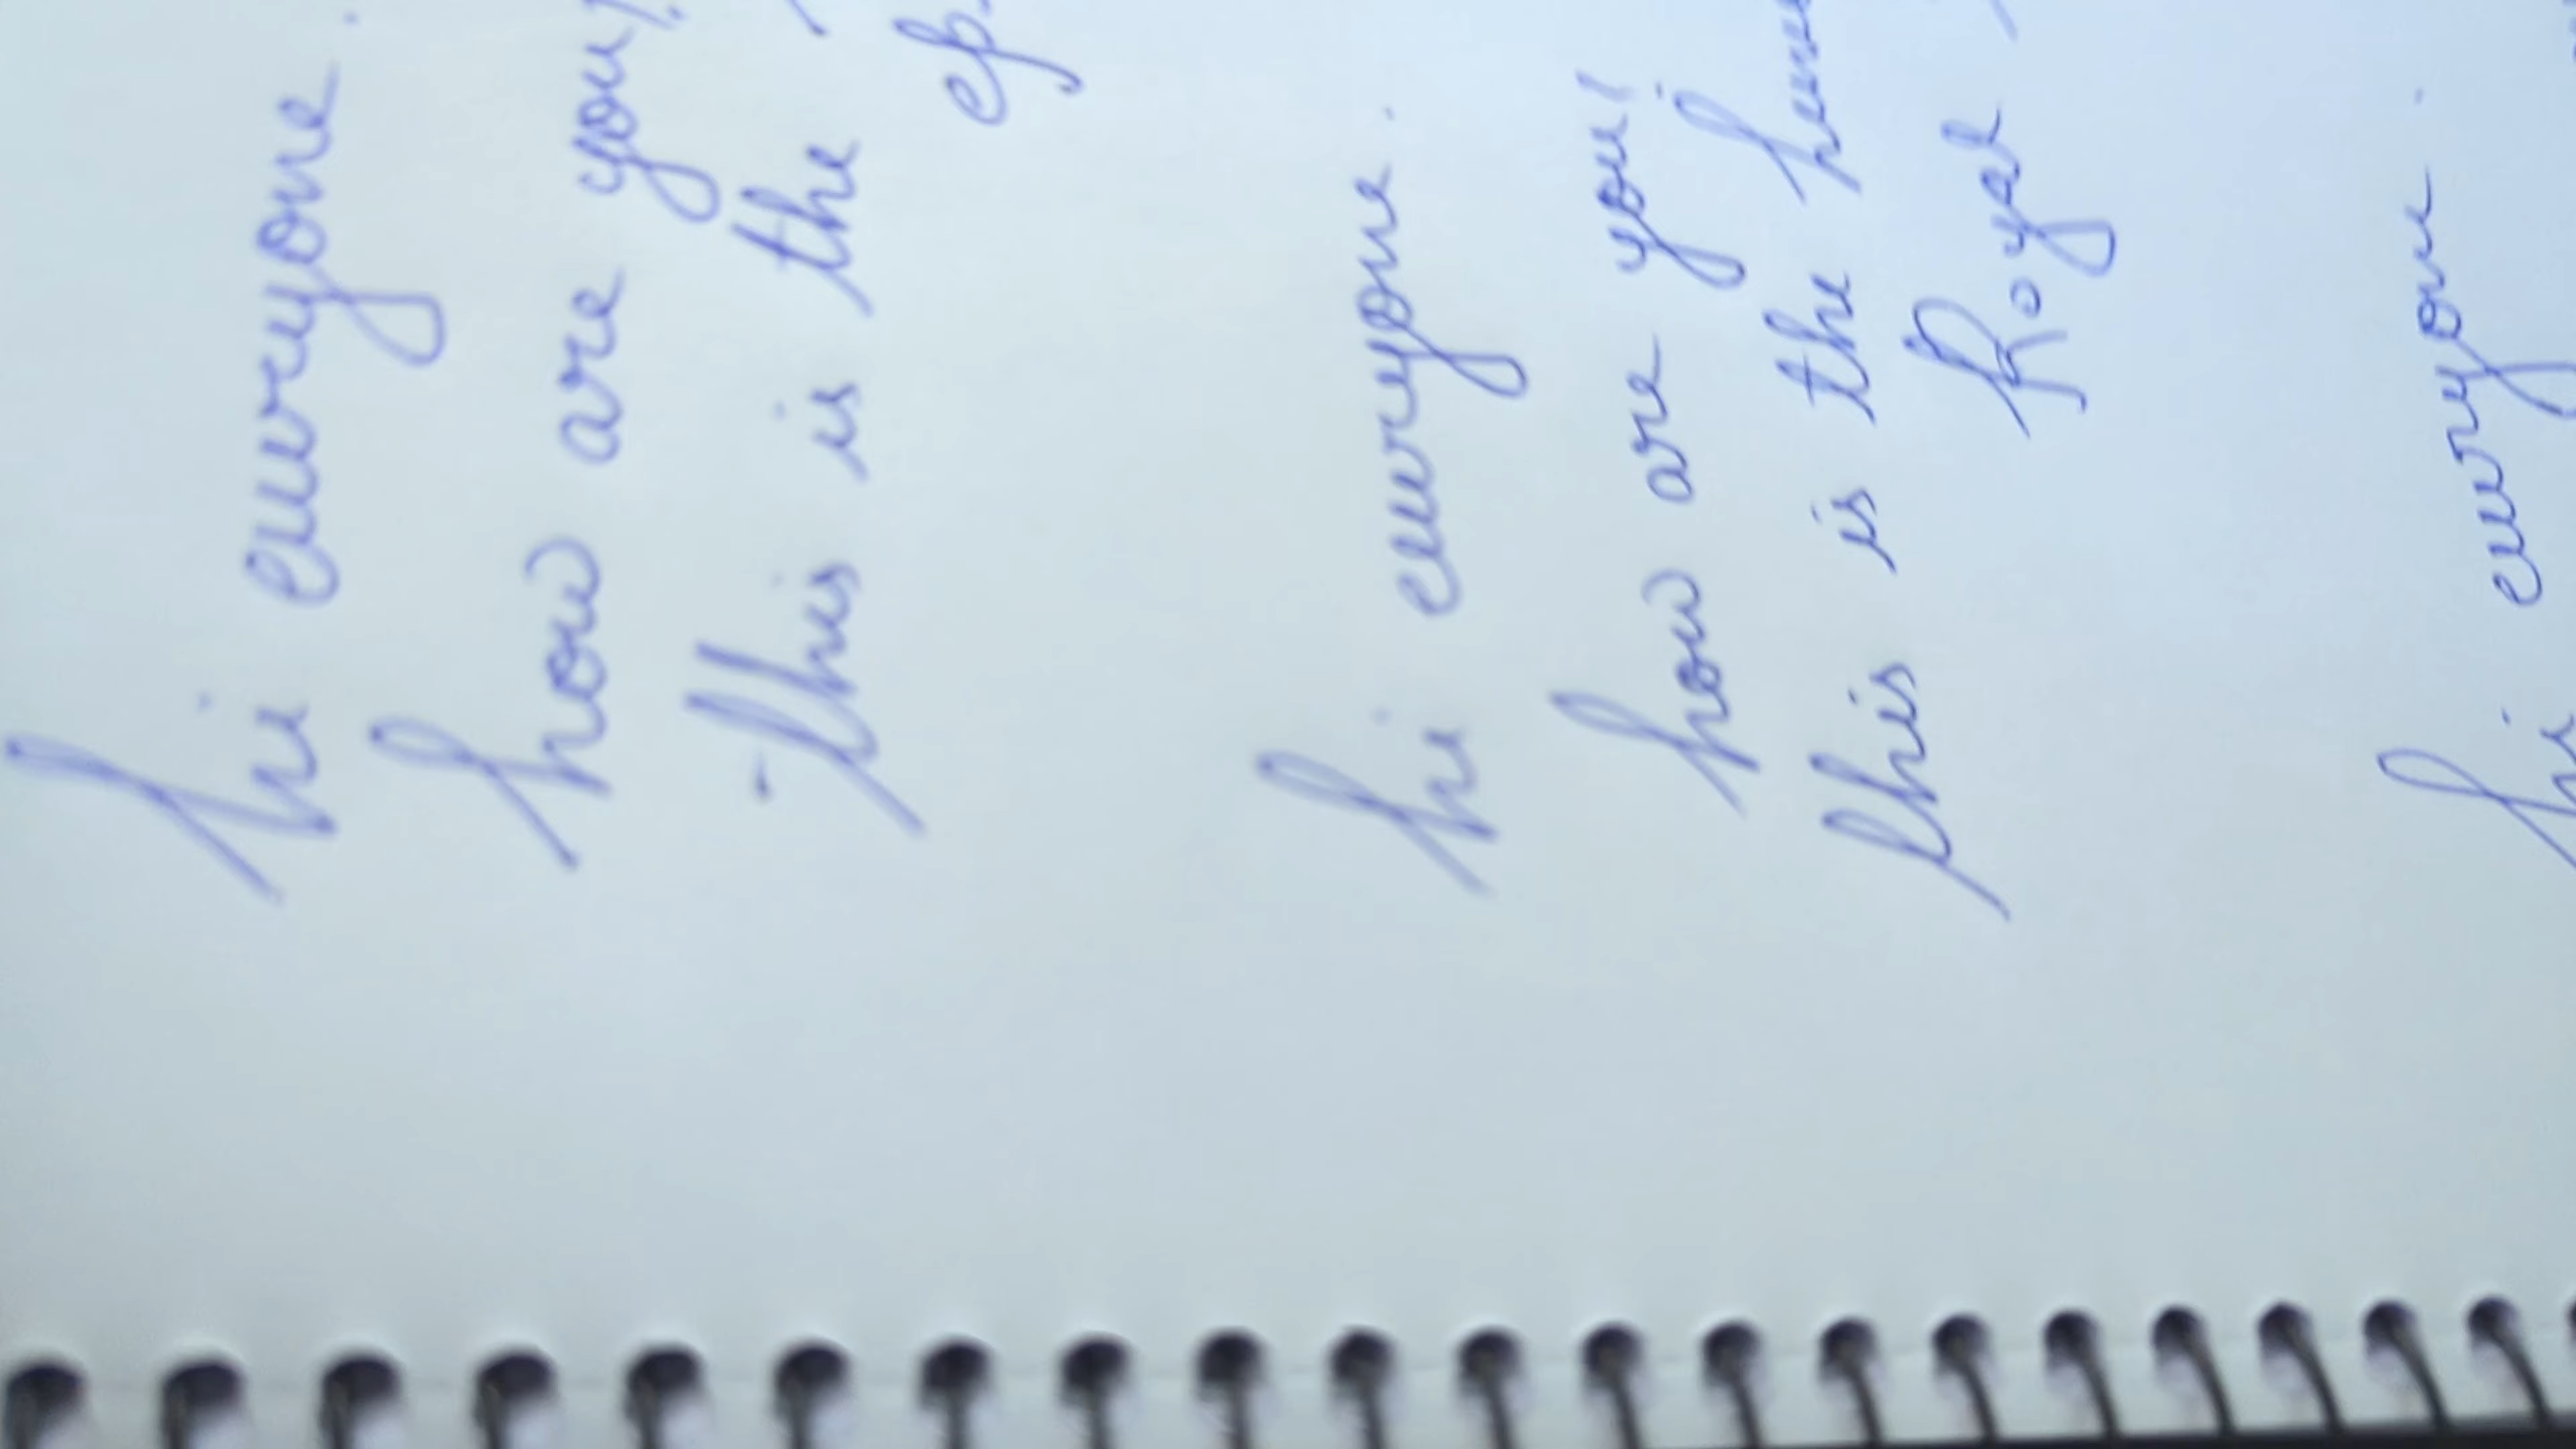 hi everyone.
how are you?
this is the
hi everyone.
how are you!
this is the
Royal
hi everyone.